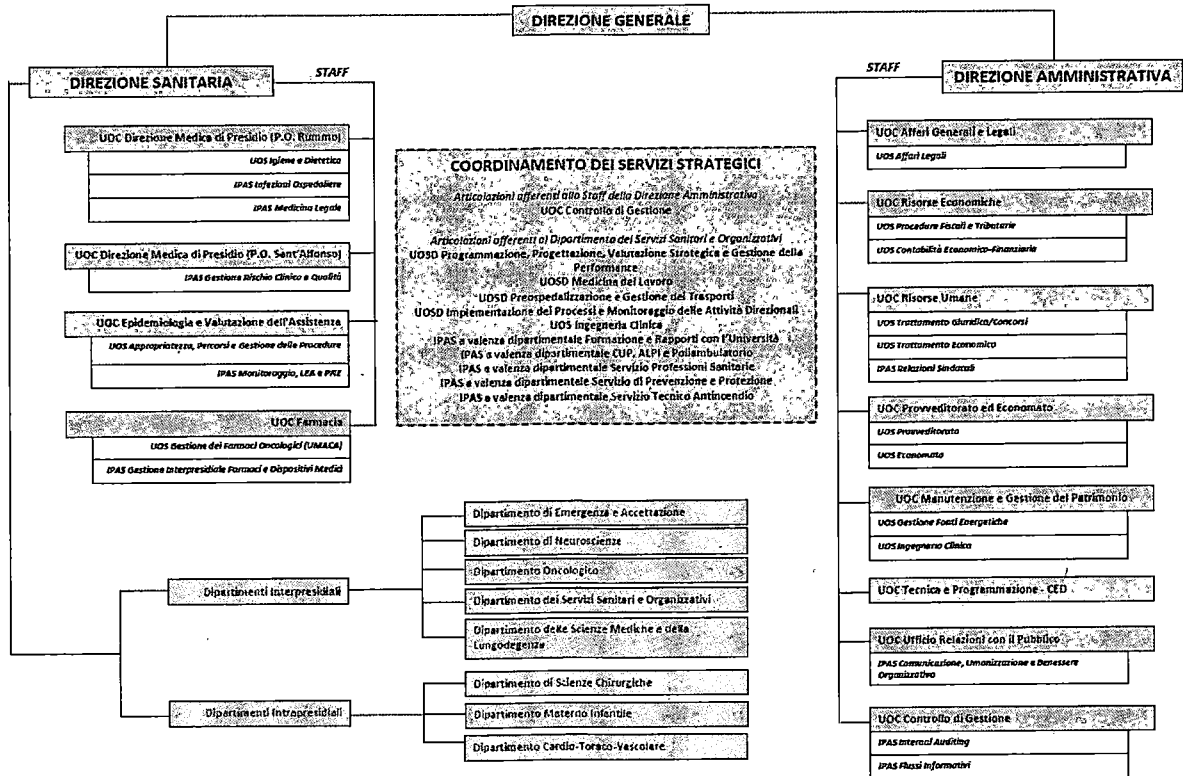 DIREZIONE GENERALE
DIREZIONE SANITARIA
STAFF
UOC Direzione Medica di Presidio (P.O. Rummo)
UOS Igiene e Dietetica
IPAS Infezioni Ospedaliere
IPAS Medicina Legale
UOC Direzione Medica di Presidio (P.O. Sant'Alfonso)
IPAS Gestione Rischio Clinico e Qualità
UOC Epidemiologia e Valutazione dell'Assistenza
UOS Appropriatezza, Percorsi e Gestione delle Procedure
IPAS Monitoraggio, LEA e PRE
UOC Farmacia
UOS Gestione dei Farmaci Oncologici (UMACA)
IPAS Gestione Interpresidiale Farmaci e Dispositivi Medici
COORDINAMENTO DEI SERVIZI STRATEGICI
Articolazioni afferenti allo Staff della Direzione Amministrativa
UOC Controllo di Gestione
Articolazioni afferenti al Dipartimento dei Servizi Sanitari e Organizzativi
UOSD Programmazione, Progettazione, Valutazione Strategica e Gestione della
Performance
UOSD Medicina del Lavoro
UOSD Preospedalizzazione e Gestione dei Trasporti
UOSD Implementazione dei Processi e Monitoraggio delle Attività Direzionali
UOS Ingegneria Clinica
IPAS a valenza dipartimentale Formazione e Rapporti con l'Università
IPAS a valenza dipartimentale CUP, ALPI e Poliambulatorio
IPAS a valenza dipartimentale Servizio Professioni Sanitarie
IPAS a valenza dipartimentale Servizio di Prevenzione e Protezione
IPAS a valenza dipartimentale Servizio Tecnico Antincendio
STAFF
DIREZIONE AMMINISTRATIVA
UOC Affari Generali e Legali
UOS Affari Legali
UOC Risorse Economiche
UOS Procedure Fiscali e Tributarie
UOS Contabilità Economico-Finanziaria
UOC Risorse Umane
UOS Trattamento Giuridico/Concorsi
UOS Trattamento Economico
IPAS Relazioni Sindacali
UOC Provveditorato ed Economato
UOS Provveditorato
UOS Economato
UOC Manutenzione e Gestione del Patrimonio
UOS Gestione Fonti Energetiche
UOS Ingegneria Clinica
UOC Tecnica e Programmazione - CED
UOC Ufficio Relazioni con il Pubblico
IPAS Comunicazione, Umanizzazione e Benessere
Organizzativo
UOC Controllo di Gestione
IPAS Internal Auditing
IPAS Flussi Informativi
Dipartimenti Interpresidiali
Dipartimento di Emergenza e Accettazione
Dipartimento di Neuroscienze
Dipartimento Oncologico
Dipartimento dei Servizi Sanitari e Organizzativi
Dipartimento delle Scienze Mediche e della
Lungodegenza
Dipartimenti Intrapresidiali
Dipartimento di Scienze Chirurgiche
Dipartimento Materno Infantile
Dipartimento Cardio-Toraco-Vascolare